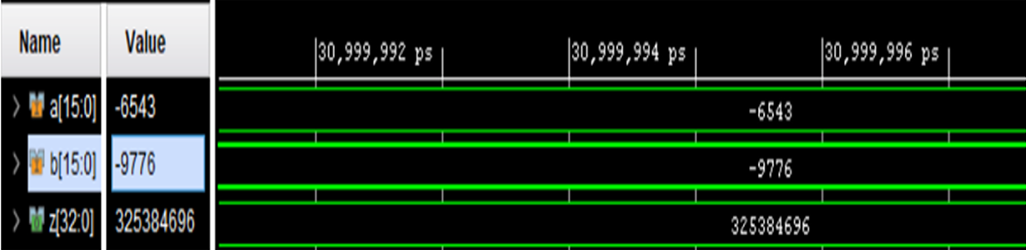 Name Value 30,999,992 ps 30,999,994 ps 30,999,996 ps
a[15:0] -6543 -6543
b[15:0] -9776 -9776
z[32:0] 325384696 325384696